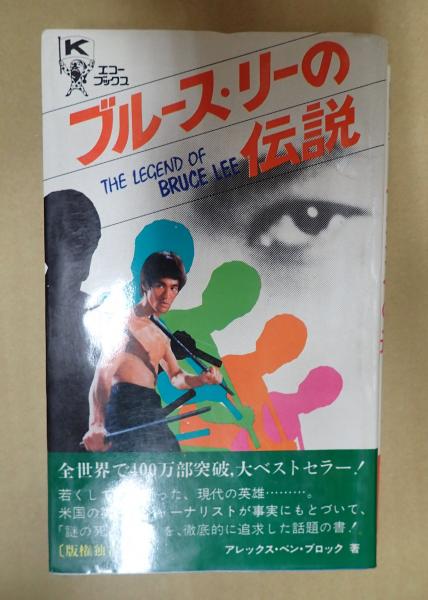 K
エコー
ブックス
ブルース・リーの
伝説
THE LEGEND OF
BRUCE LEE
全世界で400万部突破,大ベストセラー!
若くして った、現代の英雄………。
米国の ャーナリストが事実にもとづいて、
「謎の死 を、徹底的に追求した話題の書!
[版権独
アレックス・ベン・ブロック 著